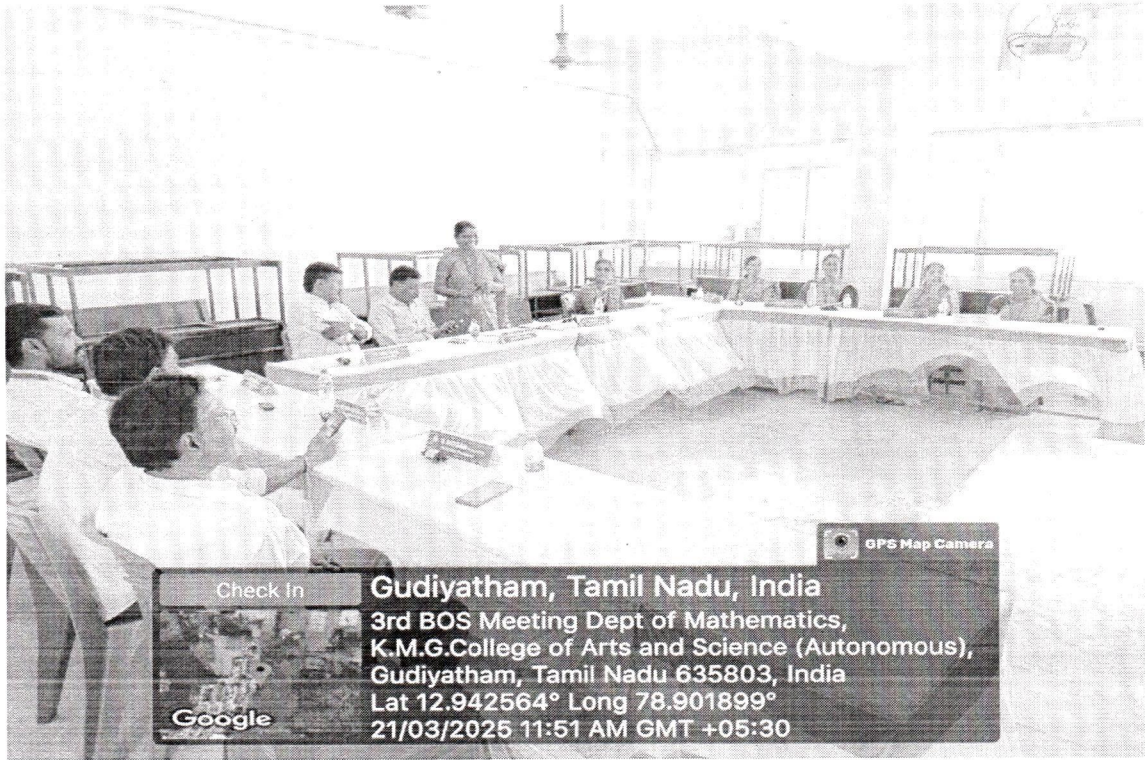 GPS Map Camera
Check In
Gudiyatham, Tamil Nadu, India
3rd BOS Meeting Dept of Mathematics,
K.M.G.College of Arts and Science (Autonomous),
Gudiyatham, Tamil Nadu 635803, India
Lat 12.942564° Long 78.901899°
21/03/2025 11:51 AM GMT +05:30
Google